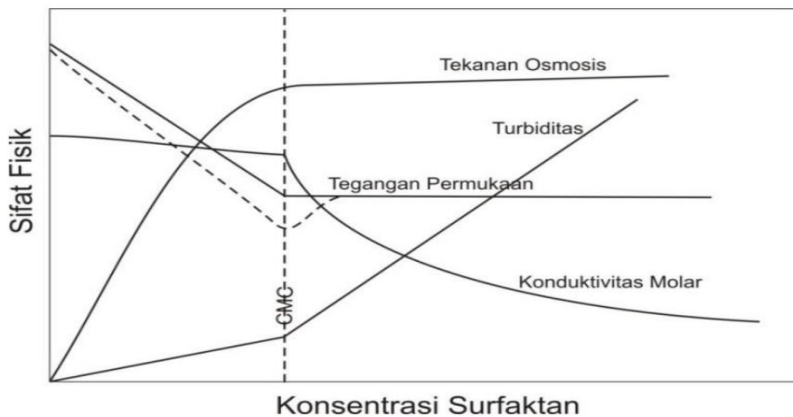 Tekanan Osmosis
Turbiditas
Tegangan Permukaan
Konduktivitas Molar
CMC
Sifat Fisik
Konsentrasi Surfaktan